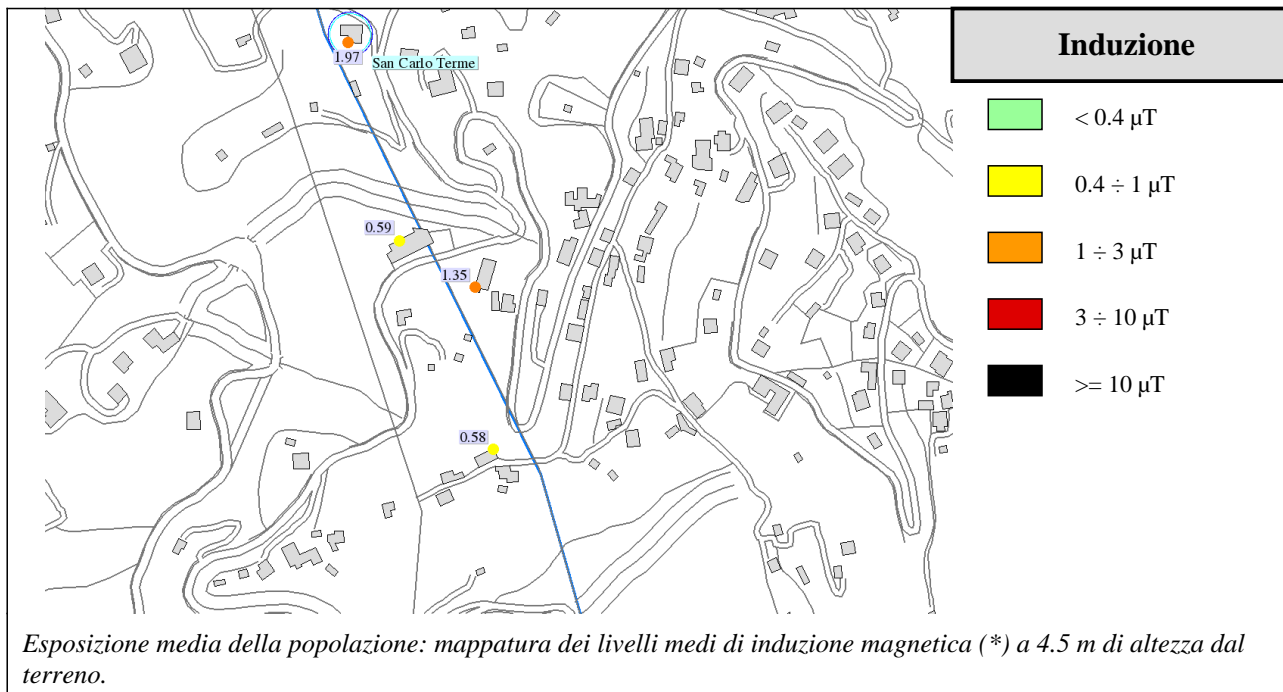 Induzione
1.97
San Carlo Terme
< 0.4 µT
0.4 ÷ 1 µT
0.59
1 ÷ 3 µT
1.35
3 ÷ 10 µT
>= 10 µT
0.58
Esposizione media della popolazione: mappatura dei livelli medi di induzione magnetica (*) a 4.5 m di altezza dal
terreno.